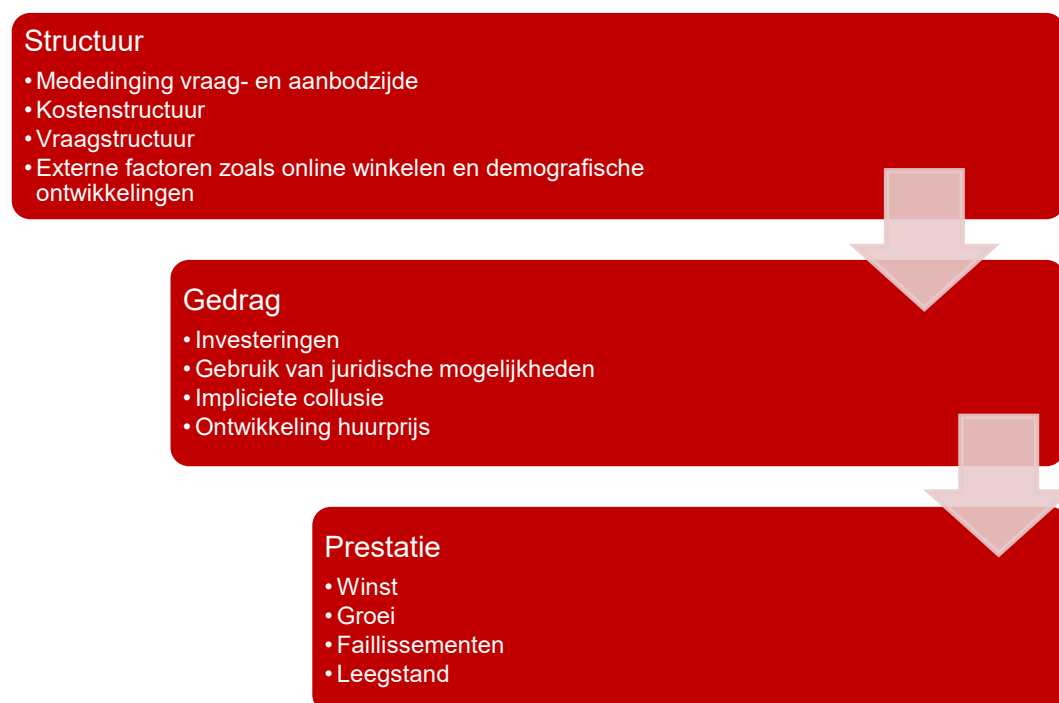 Structuur
• Mededinging vraag- en aanbodzijde
• Kostenstructuur
• Vraagstructuur
• Externe factoren zoals online winkelen en demografische
ontwikkelingen
Gedrag
• Investeringen
• Gebruik van juridische mogelijkheden
• Impliciete collusie
• Ontwikkeling huurprijs
Prestatie
• Winst
• Groei
• Faillissementen
• Leegstand